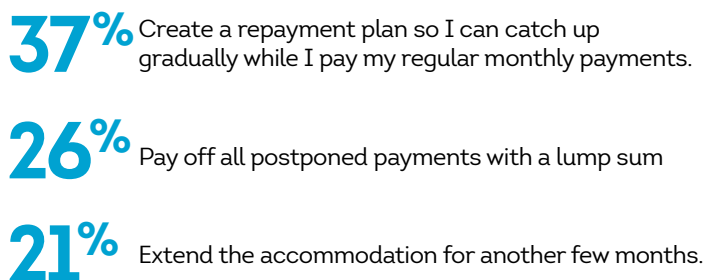 37% Create a repayment plan so I can catch up
gradually while I pay my regular monthly payments.
26% Pay off all postponed payments with a lump sum
21% Extend the accommodation for another few months.